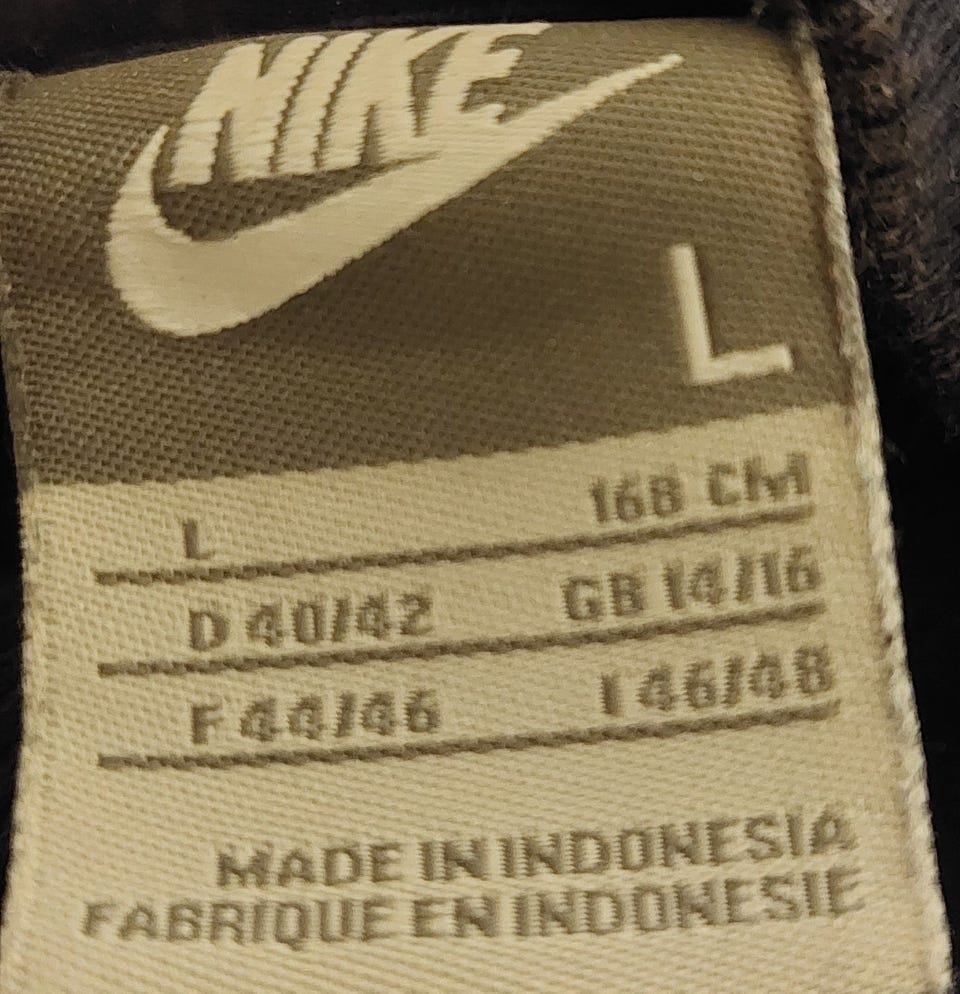 NIKE
L
L 168 CM
D 40/42 GB 14/16
F 44/46 I 46/48
MADE IN INDONESIA
FABRIQUE EN INDONESIE